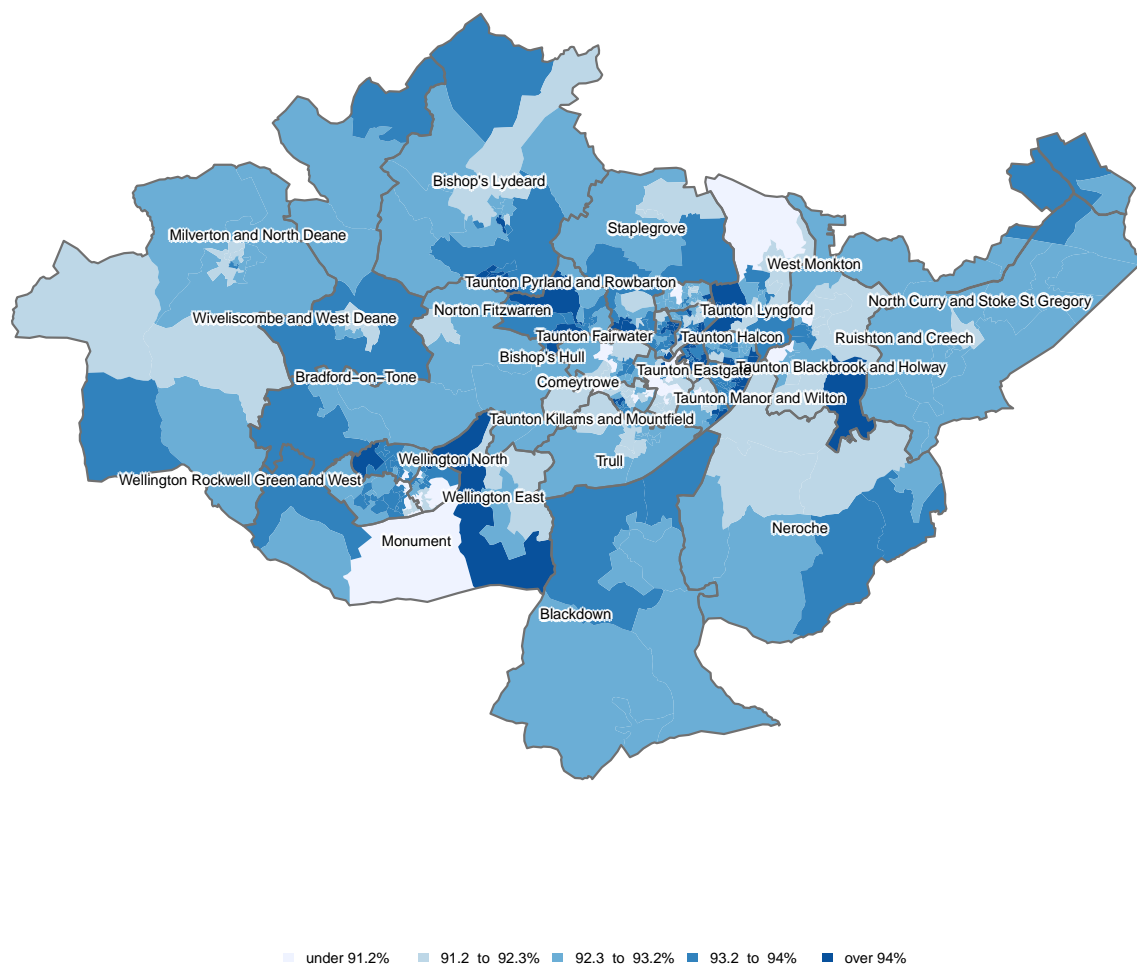 Bishop's Lydeard
Staplegrove
Milverton and North Deane
West Monkton
Taunton Pyrland and Rowbarton
North Curry and Stoke St Gregory
Norton Fitzwarren
Taunton Lyngford
Wiveliscombe and West Deane
Taunton Fairwater
Taunton Halcon
Ruishton and Creech
Bishop's Hull
Taunton Eastgate
Taunton Blackbrook and Holway
Bradford−on−Tone
Comeytrowe
Taunton Manor and Wilton
Taunton Killams and Mountfield
Wellington North
Trull
Wellington Rockwell Green and West
Wellington East
Neroche
Monument
Blackdown
under 91.2% 91.2 to 92.3% 92.3 to 93.2% 93.2 to 94% over 94%